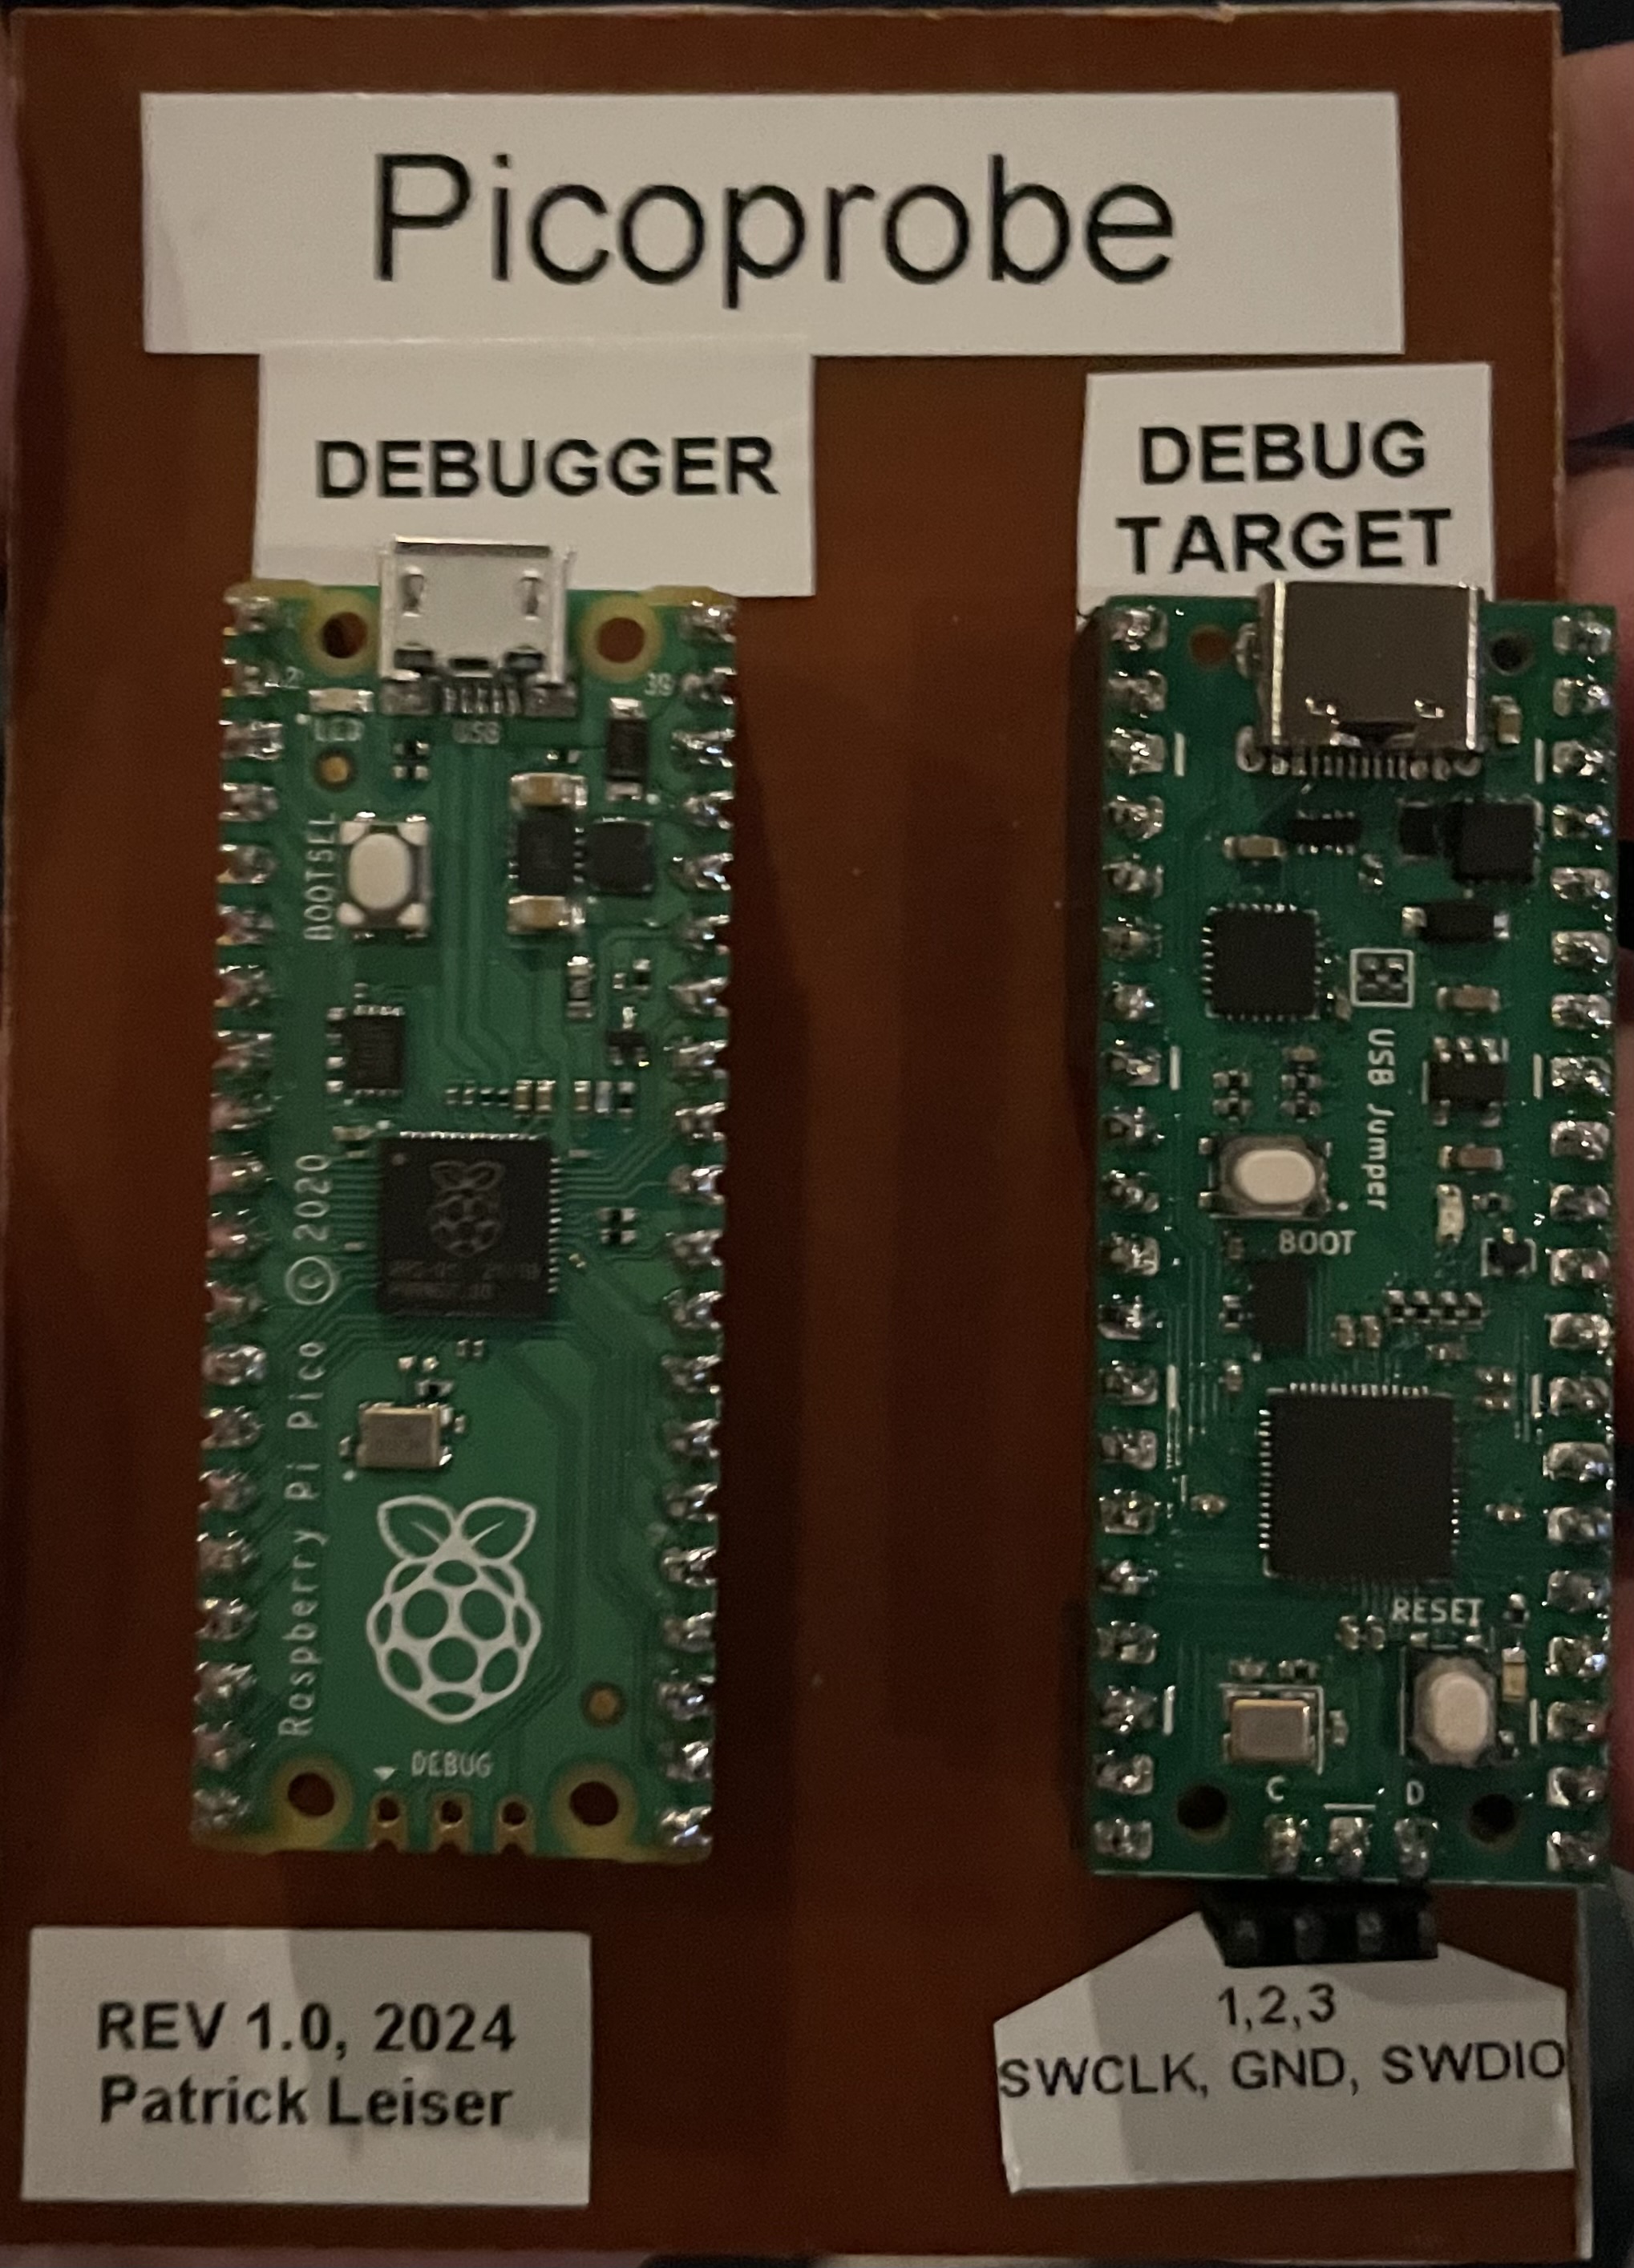 Picoprobe
DEBUGGER
DEBUG
TARGET
39
LED
USB
BOOTSEL
USB Jumper
BOOT
Raspberry Pi Pico © 2020
RESET
DEBUG
C
D
REV 1.0, 2024
Patrick Leiser
1,2,3
SWCLK, GND, SWDIO